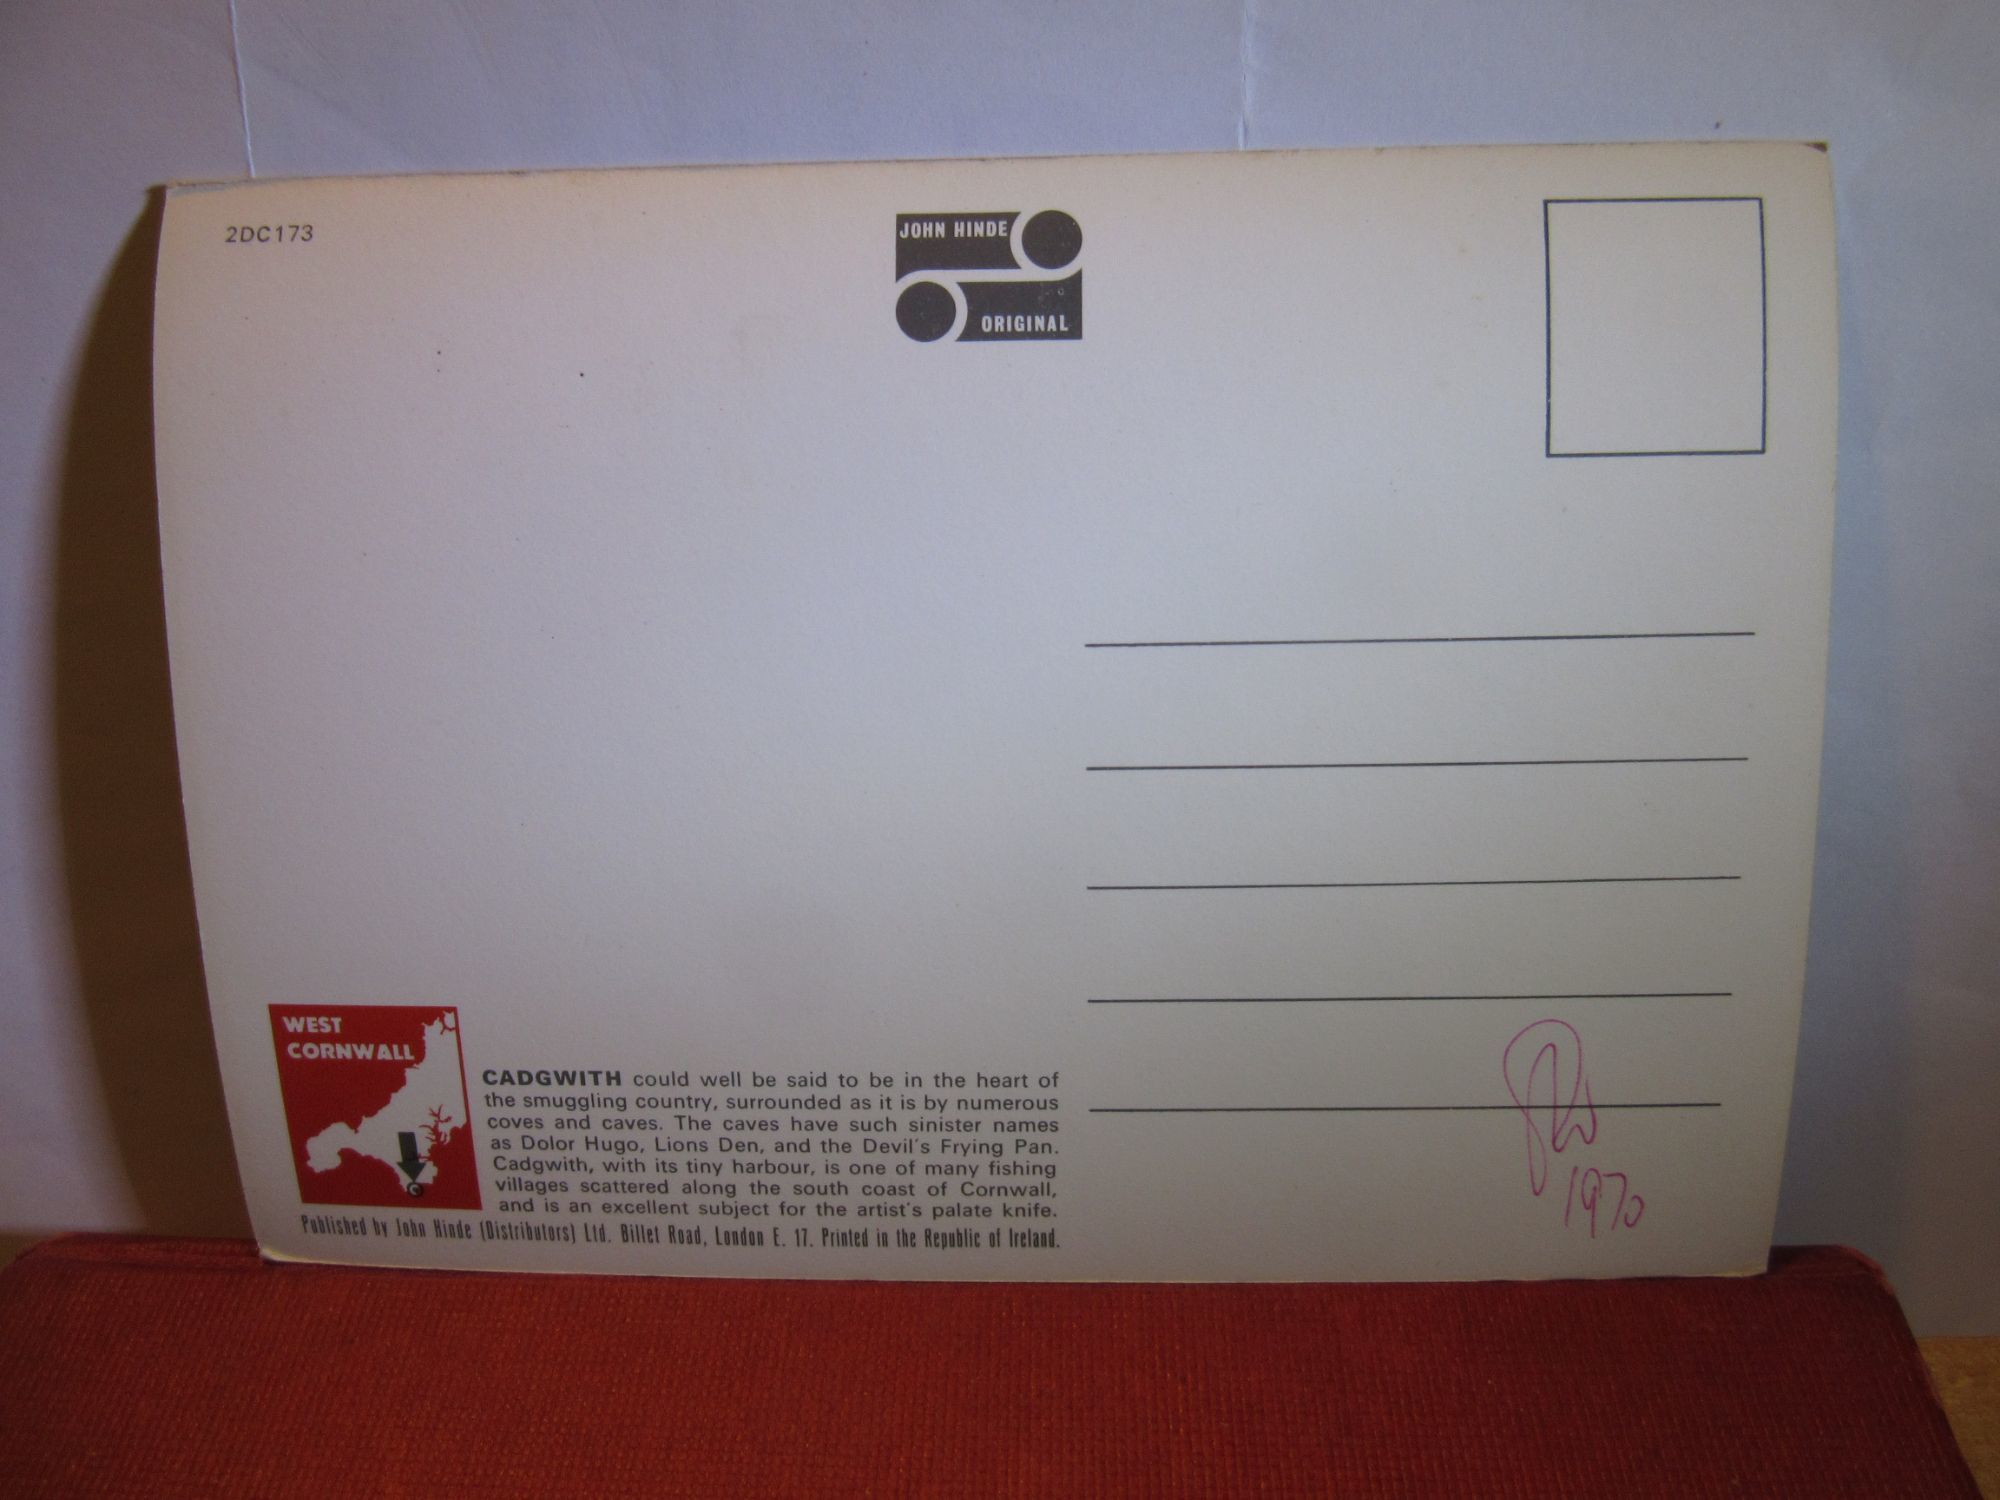 2DC173
JOHN HINDE
ORIGINAL
WEST
CORNWALL
CADGWITH could well be said to be in the heart of
the smuggling country, surrounded as it is by numerous
coves and caves. The caves have such sinister names
as Dolor Hugo, Lions Den, and the Devil's Frying Pan.
Cadgwith, with its tiny harbour, is one of many fishing
villages scattered along the south coast of Cornwall,
and is an excellent subject for the artist's palate knife.
Published by John Hinde (Distributors) Ltd. Billet Road, London E. 17. Printed in the Republic of Ireland.
1970